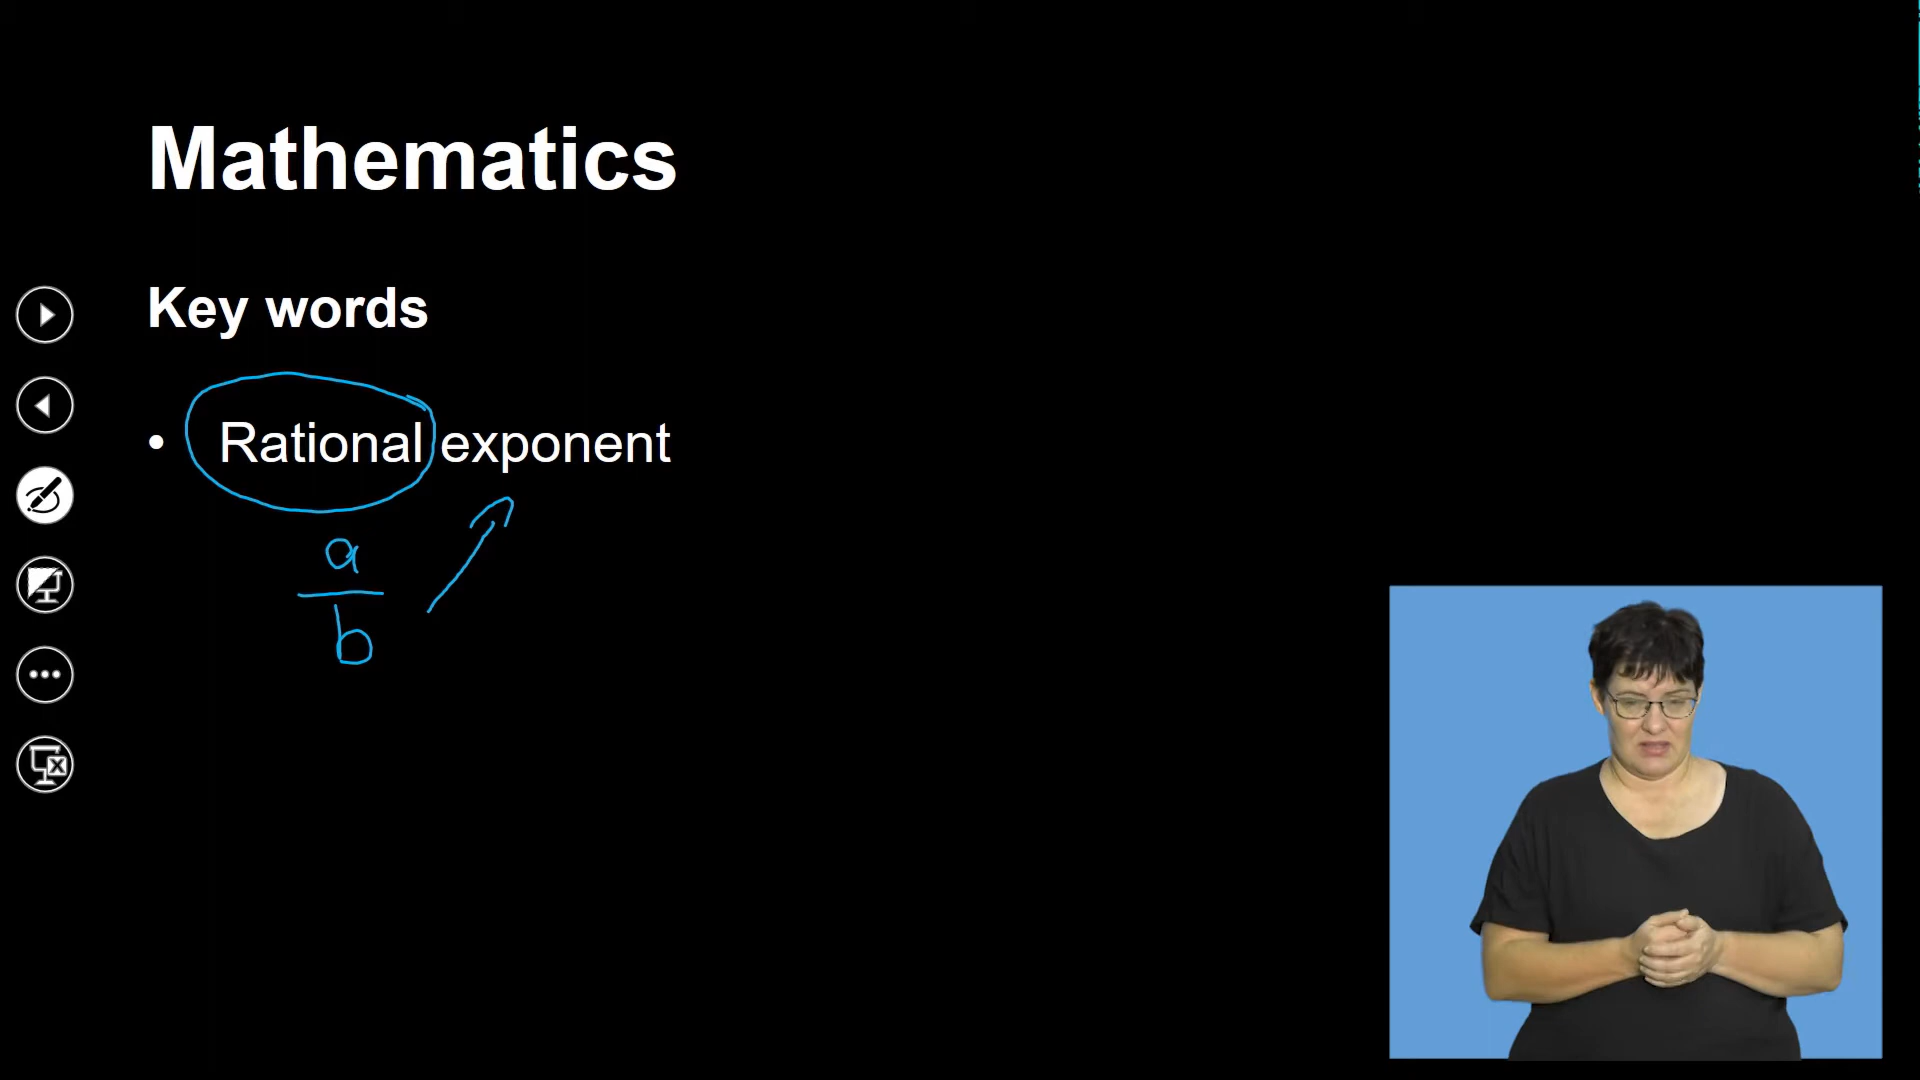 Mathematics
Key words
• Rational exponent
a
b